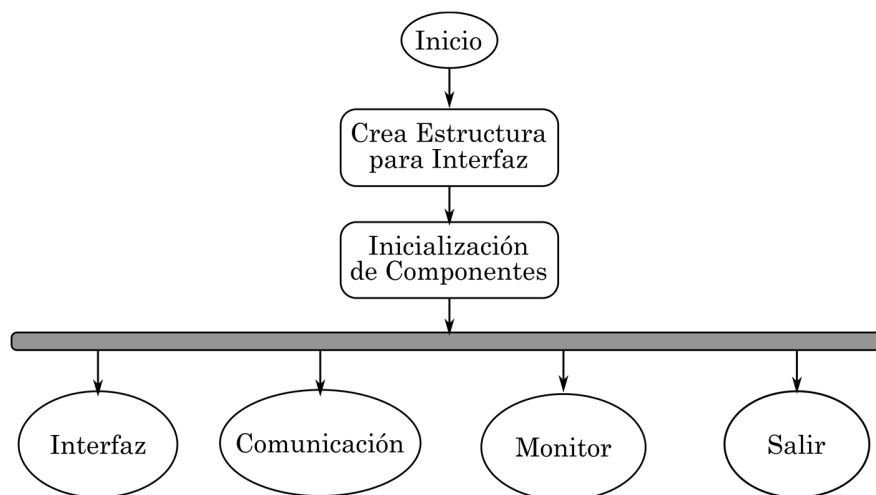 Inicio
Crea Estructura
para Interfaz
Inicialización
de Componentes
Interfaz
Comunicación
Monitor
Salir